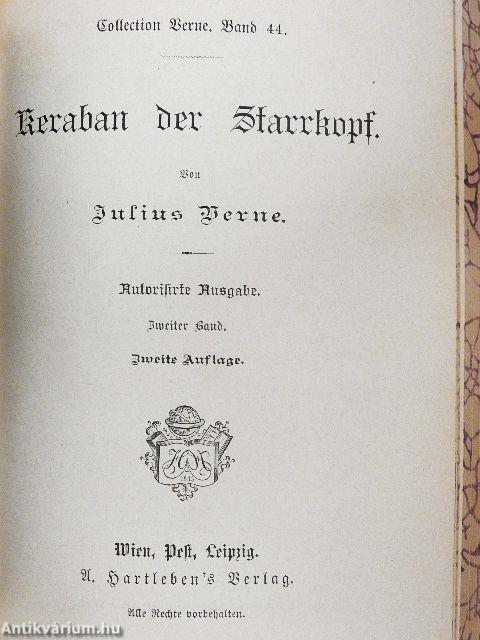 Collection Verne. Band 44.
Keraban der Starrkopf.
Von
Julius Verne.
Autorisirte Ausgabe.
Zweiter Band.
Zweite Auflage.
Wien, Pest, Leipzig.
A. Hartleben's Verlag.
Alle Rechte vorbehalten.
Antikvárium.hu